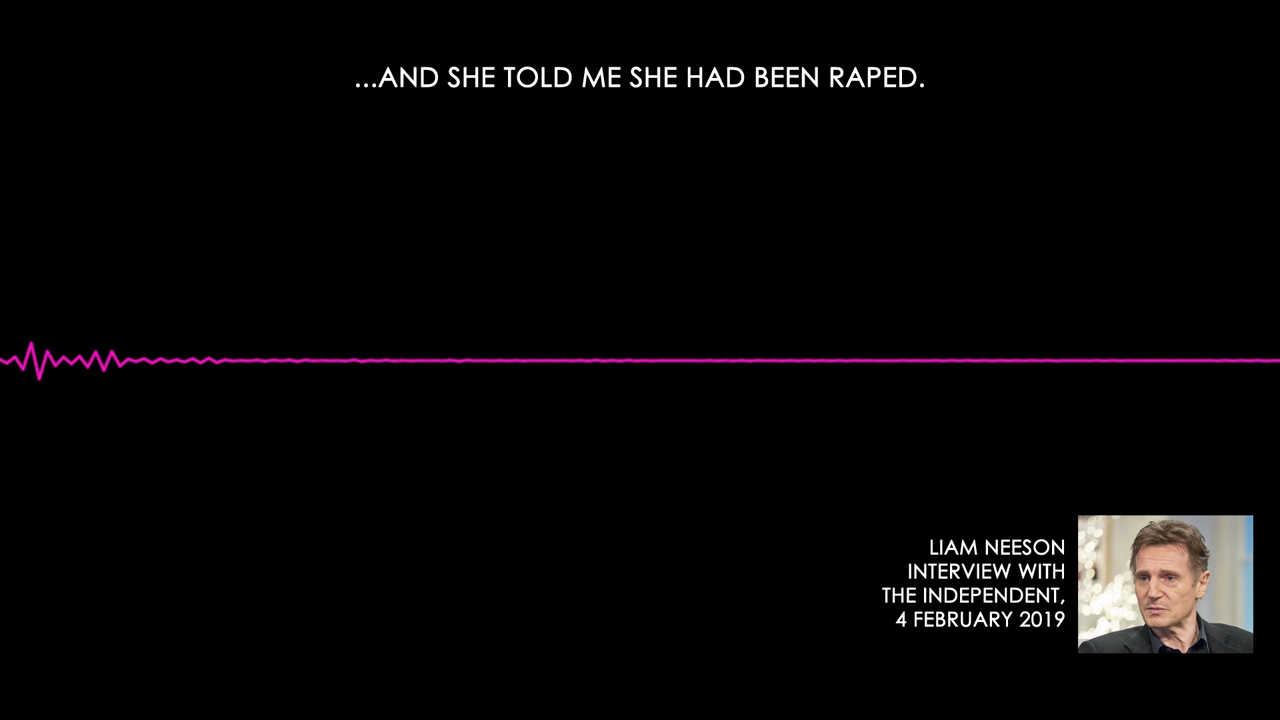 ...AND SHE TOLD ME SHE HAD BEEN RAPED.
LIAM NEESON
INTERVIEW WITH
THE INDEPENDENT,
4 FEBRUARY 2019